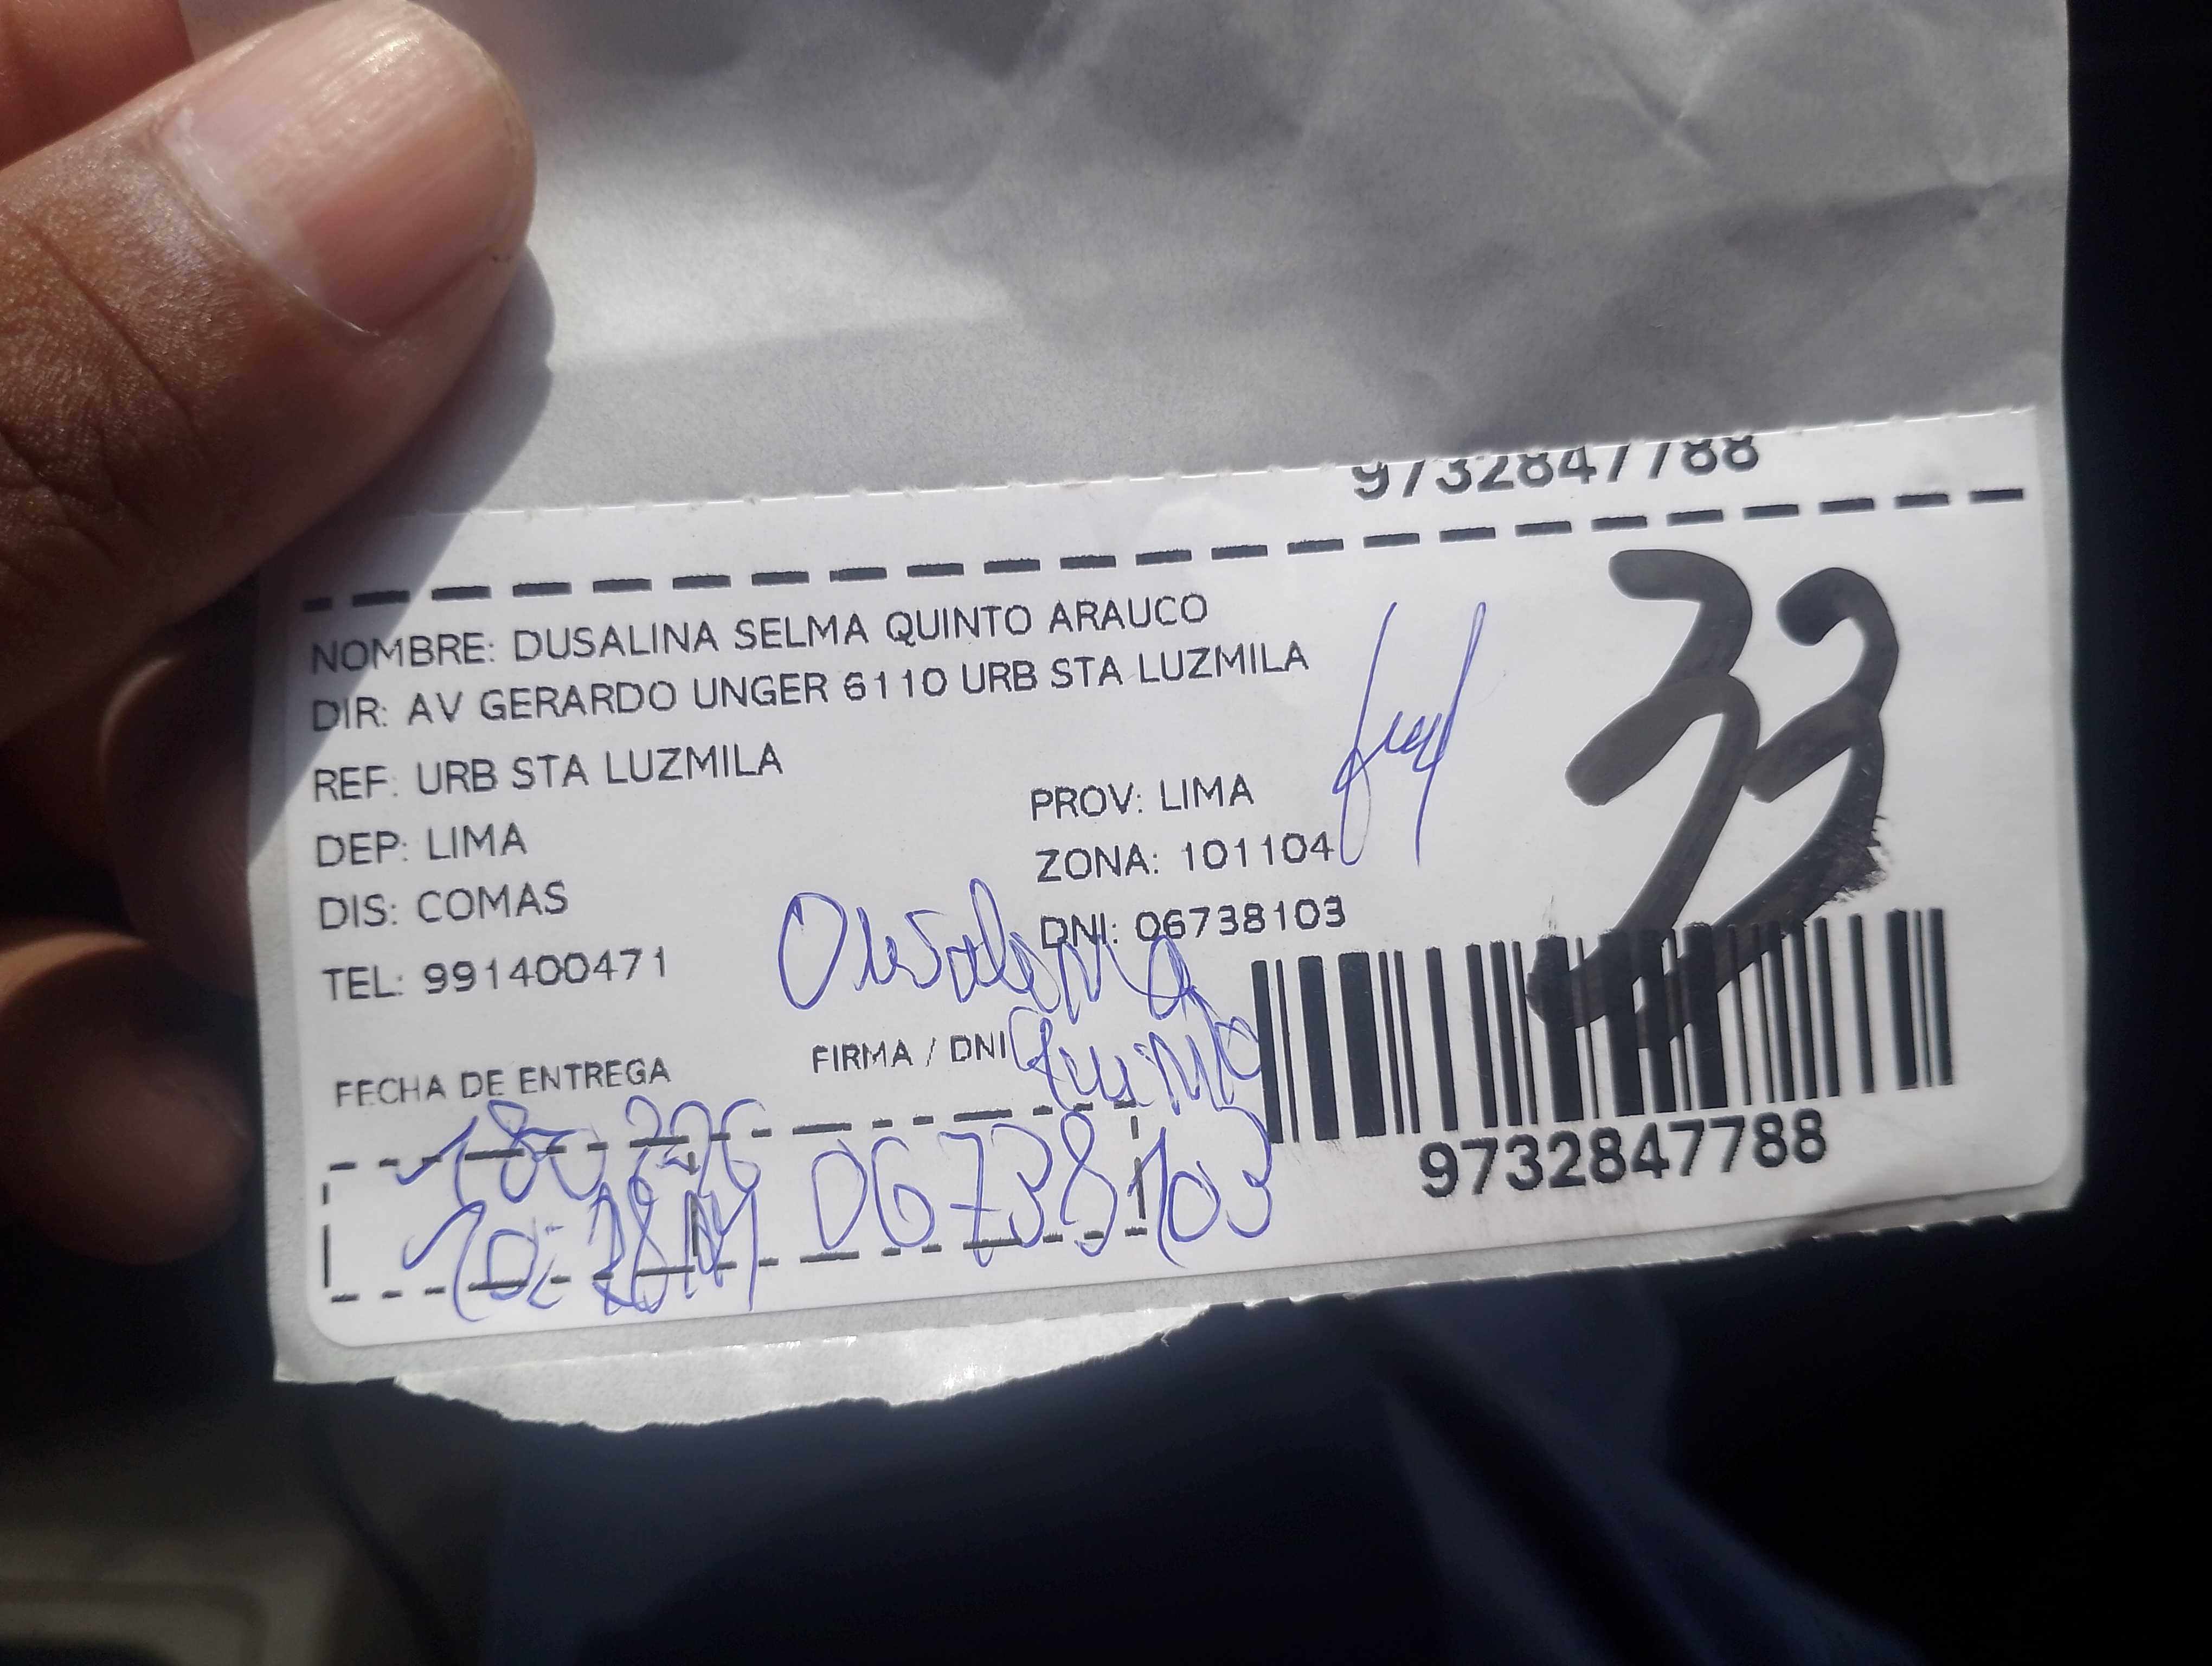 9732847788
NOMBRE: DUSALINA SELMA QUINTO ARAUCO
DIR: AV GERARDO UNGER 6110 URB STA LUZMILA
REF: URB STA LUZMILA
DEP: LIMA
PROV: LIMA
DIS: COMAS
ZONA: 101104
TEL: 991400471
DNI: 06738103
33
FECHA DE ENTREGA
FIRMA / DNI
06738103
9732847788